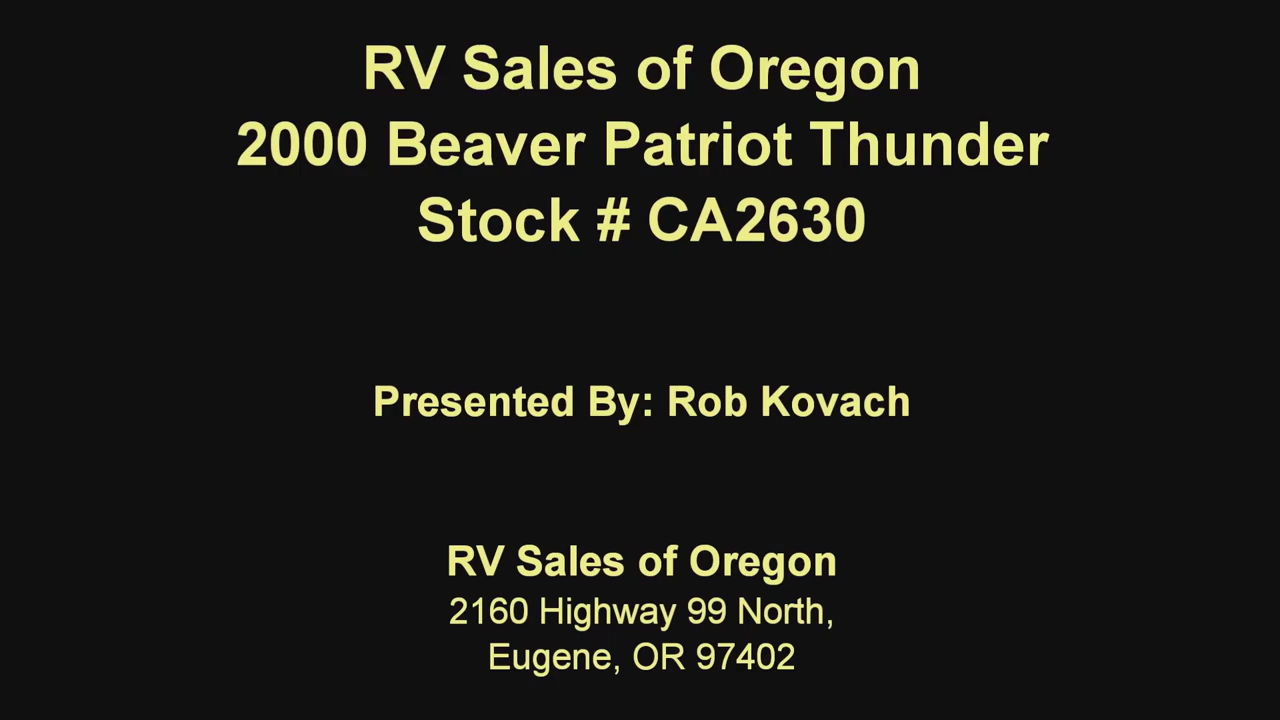 RV Sales of Oregon
2000 Beaver Patriot Thunder
Stock # CA2630
Presented By: Rob Kovach
RV Sales of Oregon
2160 Highway 99 North,
Eugene, OR 97402